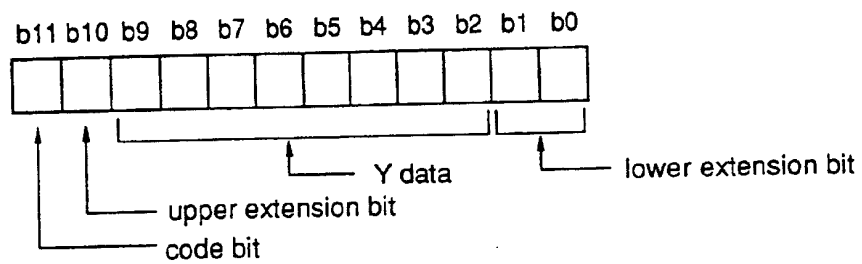 b11 b10 b9 b8 b7 b6 b5 b4 b3 b2 b1 b0
Y data
lower extension bit
upper extension bit
code bit